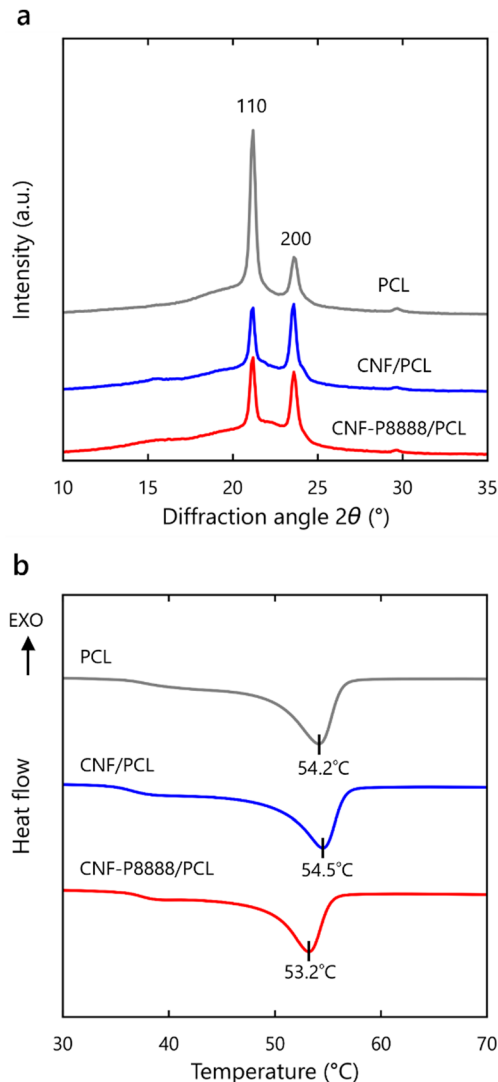 a
110
200
PCL
CNF/PCL
CNF-P8888/PCL
Intensity (a.u.)
10 15 20 25 30 35
Diffraction angle 2θ (°)
b
EXO
PCL
54.2°C
CNF/PCL
54.5°C
CNF-P8888/PCL
53.2°C
Heat flow
30 40 50 60 70
Temperature (°C)